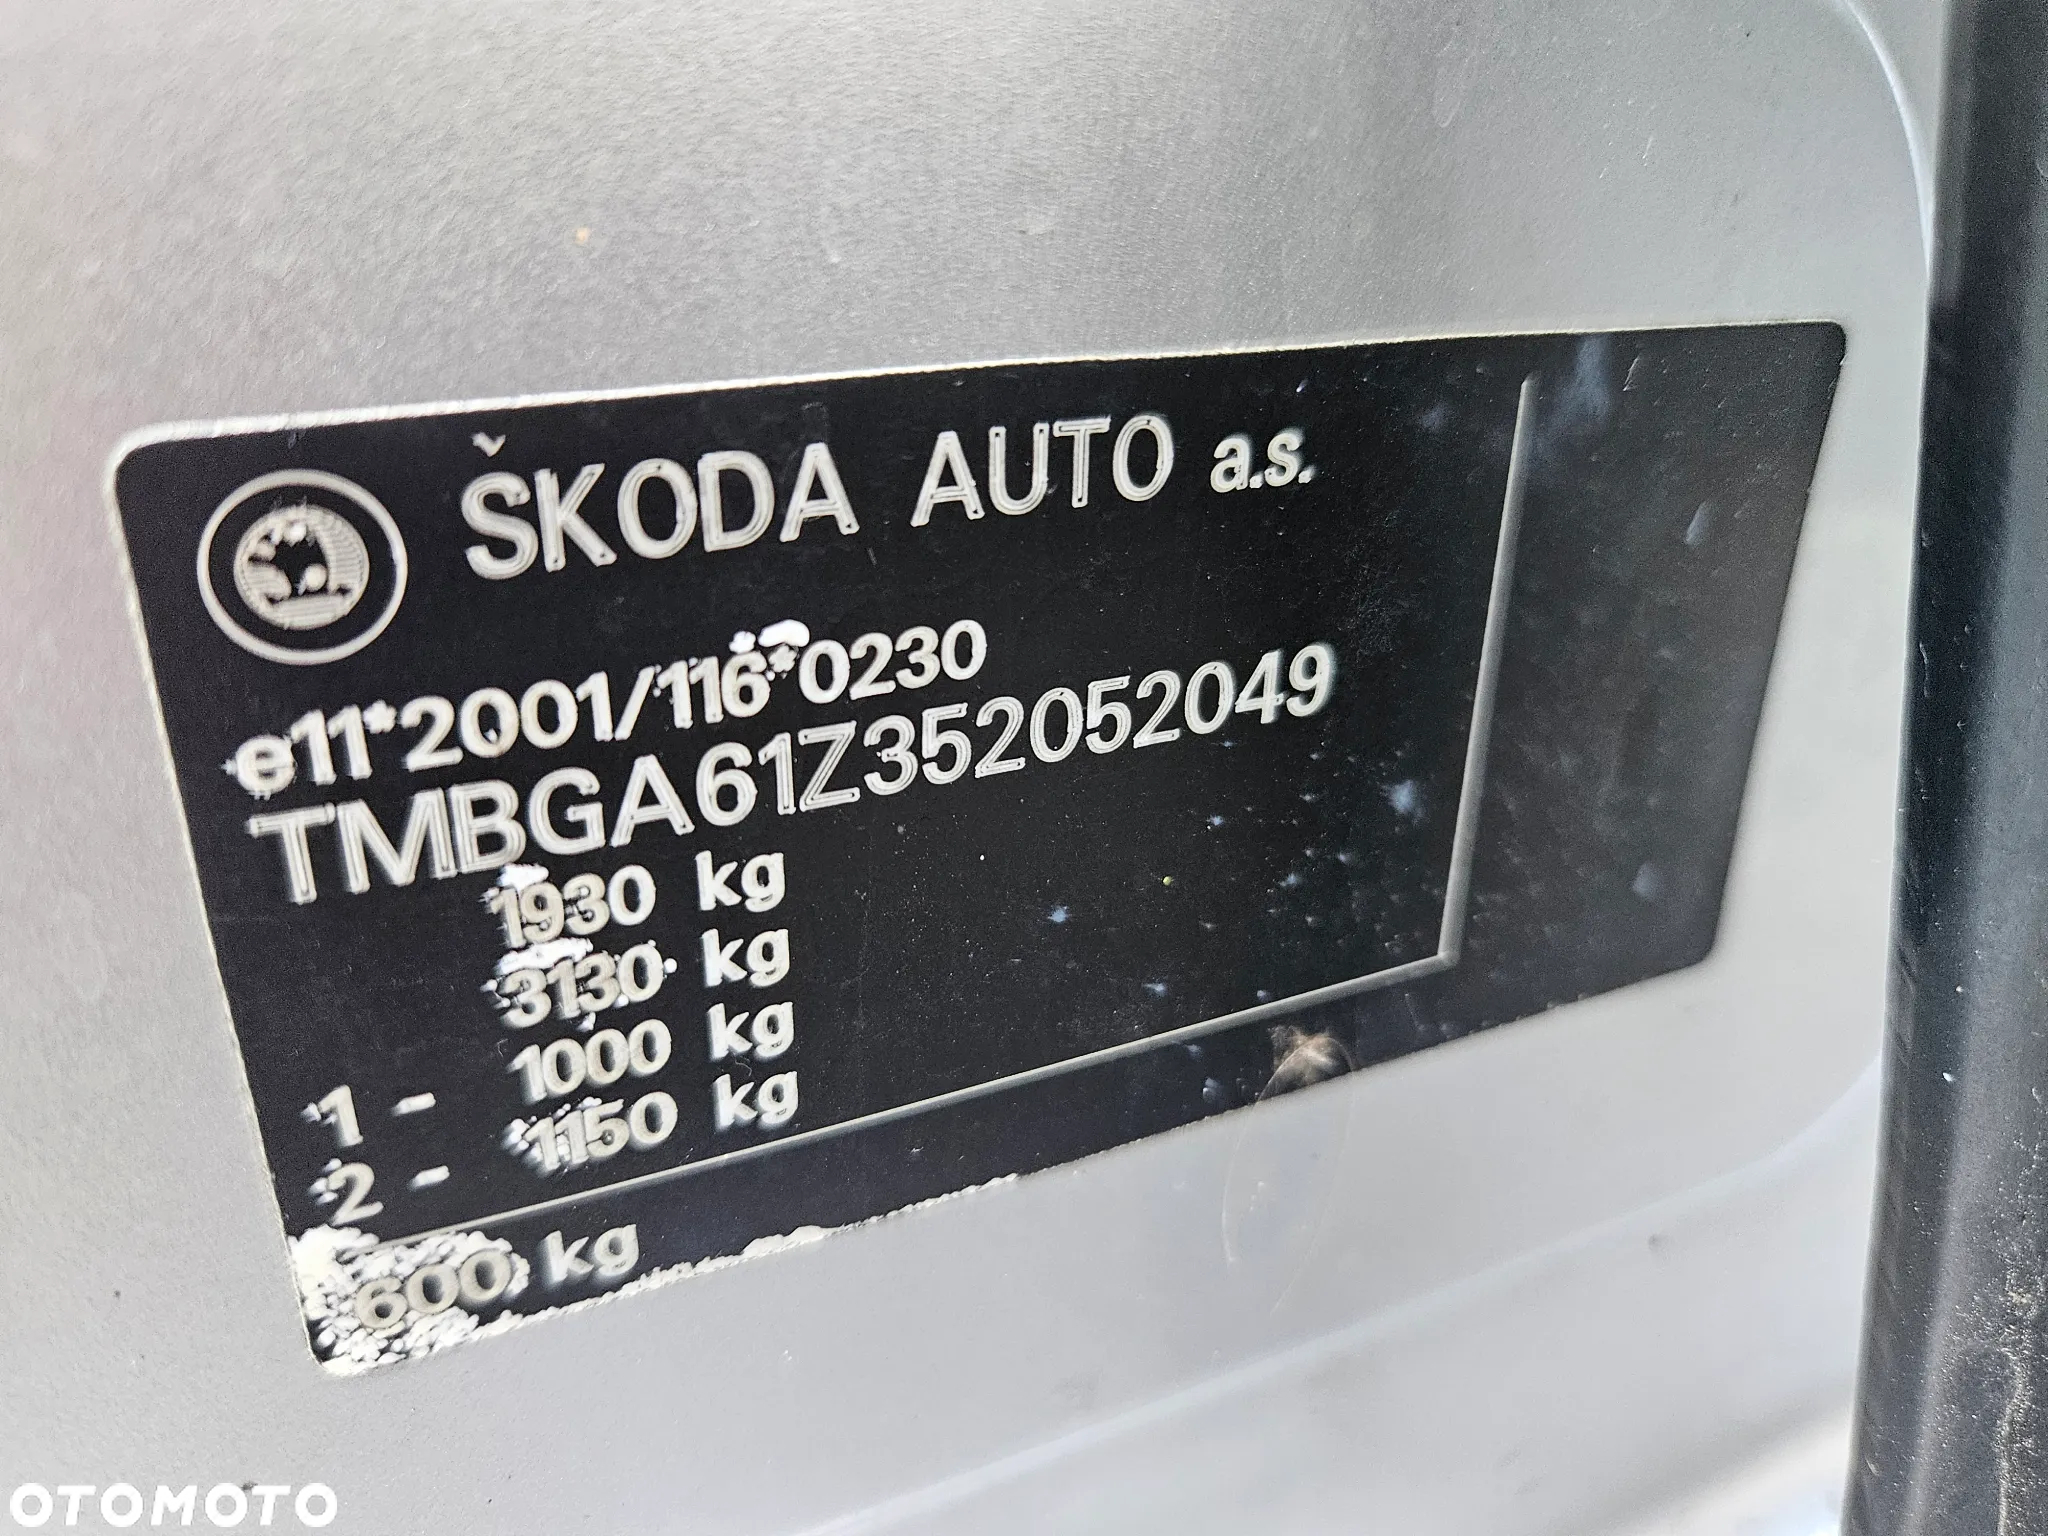 ŠKODA AUTO a.s.
e11*2001/116*0230
TMBGA61Z352052049
1930 kg
3130 kg
1 - 1000 kg
2 - 1150 kg
600 kg
OTOMOTO